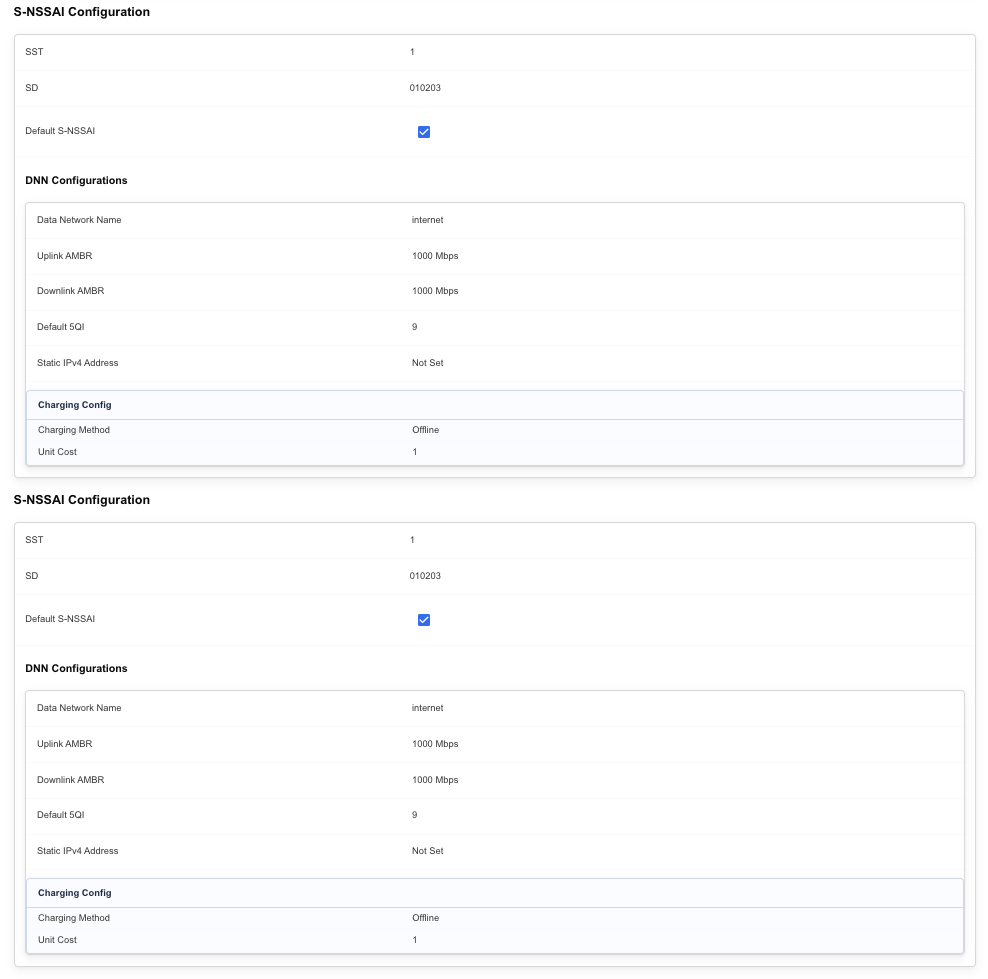 S-NSSAI Configuration
SST 1
SD 010203
Default S-NSSAI
DNN Configurations
Data Network Name internet
Uplink AMBR 1000 Mbps
Downlink AMBR 1000 Mbps
Default 5QI 9
Static IPv4 Address Not Set
Charging Config
Charging Method Offline
Unit Cost 1
S-NSSAI Configuration
SST 1
SD 010203
Default S-NSSAI
DNN Configurations
Data Network Name internet
Uplink AMBR 1000 Mbps
Downlink AMBR 1000 Mbps
Default 5QI 9
Static IPv4 Address Not Set
Charging Config
Charging Method Offline
Unit Cost 1